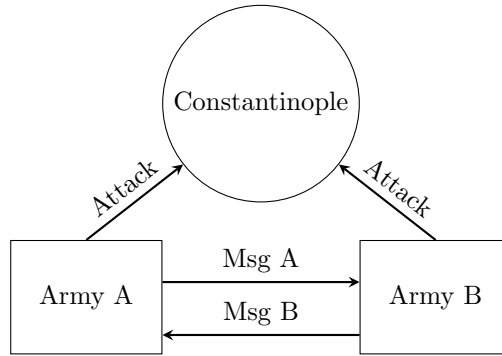 Constantinople
Attack
Attack
Army A
Msg A
Msg B
Army B